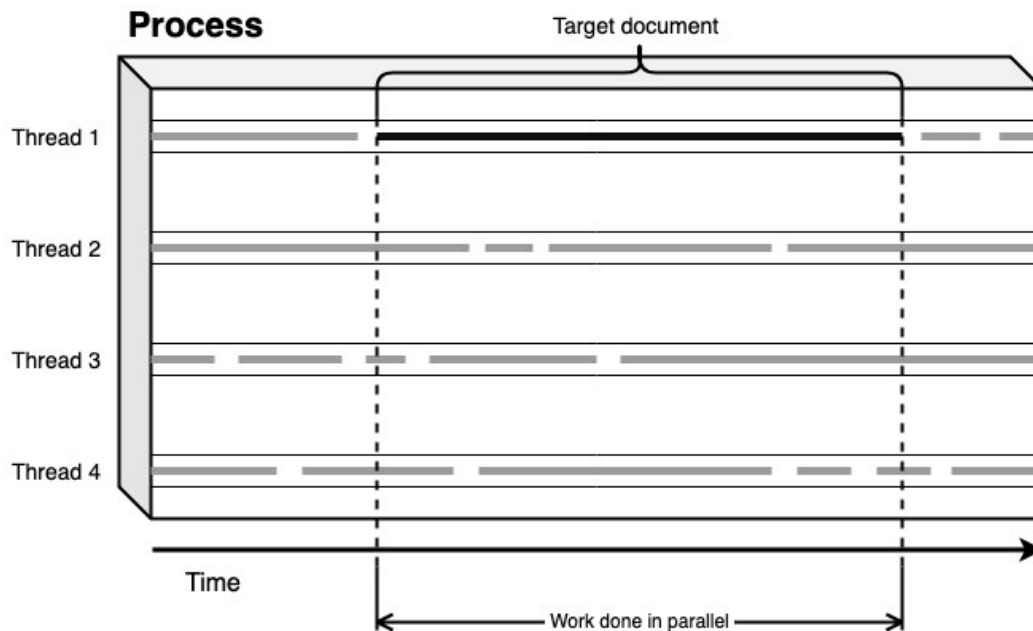 Process
Target document
Thread 1
Thread 2
Thread 3
Thread 4
Time
Work done in parallel